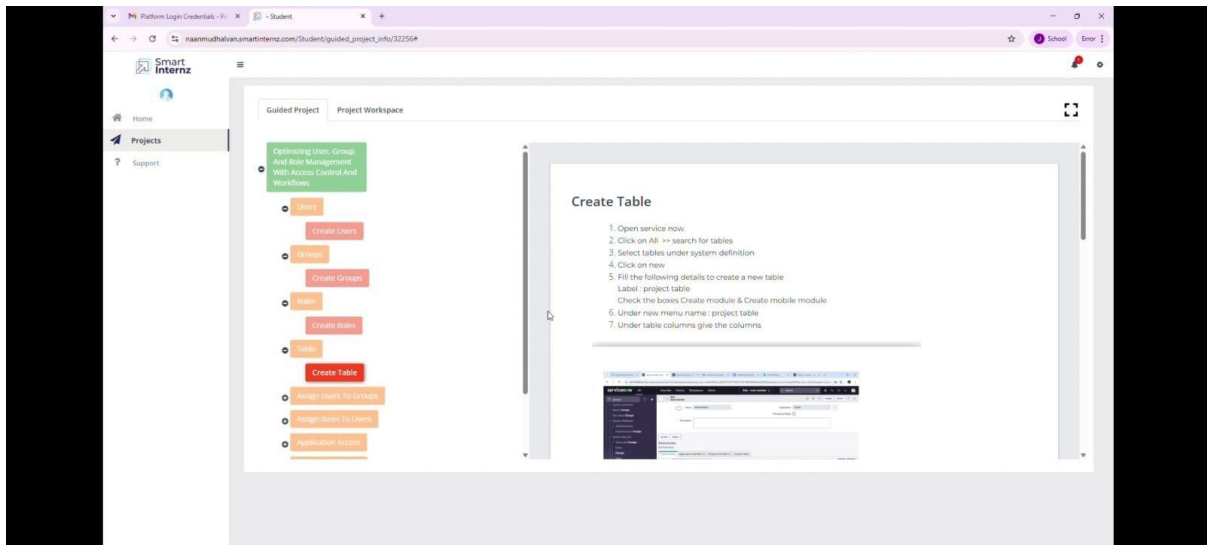 Platform Login Credentials - Pr
- Student
naanmudhalvan.smartinternz.com/Student/guided_project_info/32256#
School
Error
Smart
Internz
Home
Projects
Support
Guided Project
Project Workspace
Optimizing User, Group,
And Role Management
With Access Control And
Workflows
Users
Create Users
Groups
Create Groups
Roles
Create Roles
Table
Create Table
Assign Users To Groups
Assign Roles To Users
Application Access
Create Table
1. Open service now.
2. Click on All >> search for tables
3. Select tables under system definition
4. Click on new
5. Fill the following details to create a new table
Label : project table
Check the boxes Create module & Create mobile module
6. Under new menu name : project table
7. Under table columns give the columns
servicenow